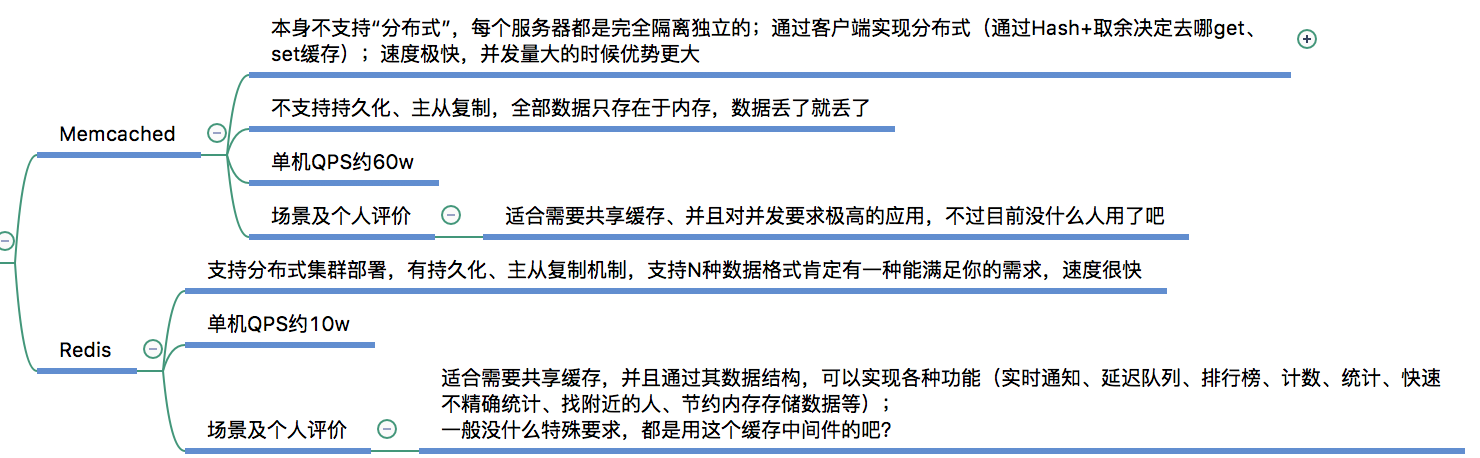 本身不支持“分布式”，每个服务器都是完全隔离独立的；通过客户端实现分布式（通过Hash+取余决定去哪get、
set缓存）；速度极快，并发量大的时候优势更大
不支持持久化、主从复制，全部数据只存在于内存，数据丢了就丢了
Memcached
单机QPS约60w
场景及个人评价
适合需要共享缓存、并且对并发要求极高的应用，不过目前没什么人用了吧
支持分布式集群部署，有持久化、主从复制机制，支持N种数据格式肯定有一种能满足你的需求，速度很快
单机QPS约10w
Redis
适合需要共享缓存，并且通过其数据结构，可以实现各种功能（实时通知、延迟队列、排行榜、计数、统计、快速
不精确统计、找附近的人、节约内存存储数据等）；
场景及个人评价
一般没什么特殊要求，都是用这个缓存中间件的吧？